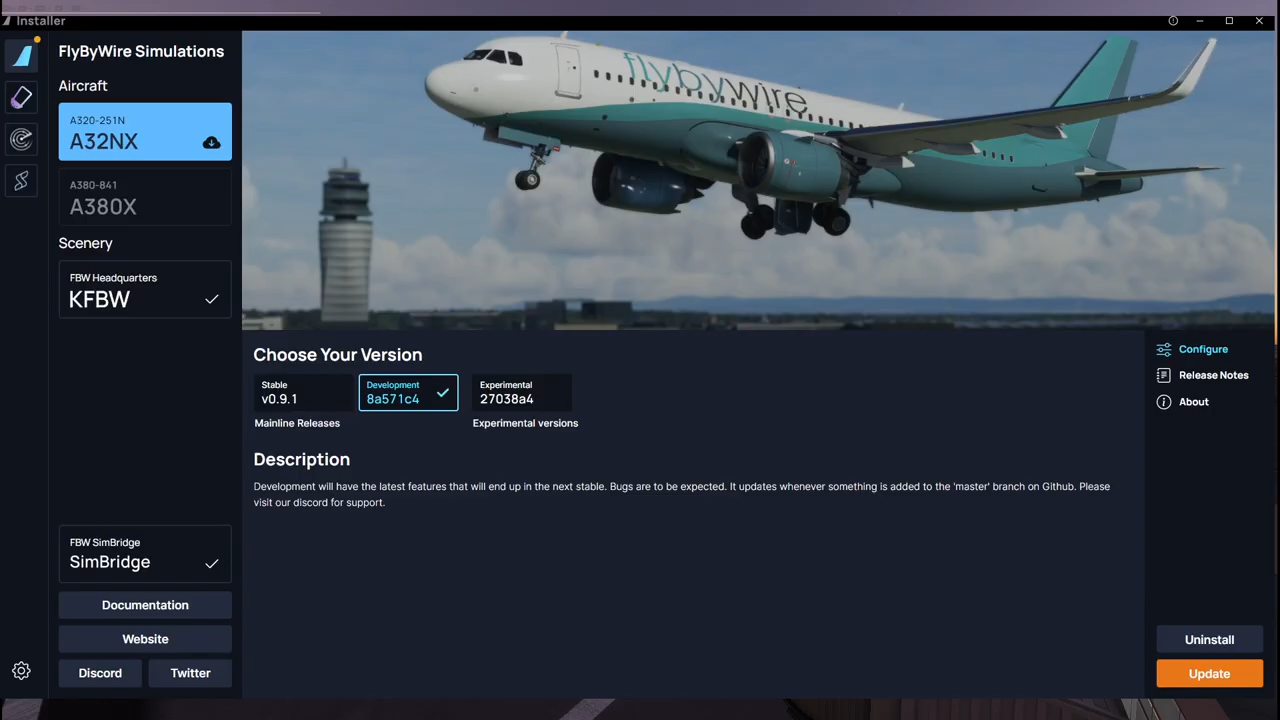 Installer
FlyByWire Simulations
Aircraft
A320-251N
A32NX
A380-841
A380X
Scenery
FBW Headquarters
KFBW
FBW SimBridge
SimBridge
Documentation
Website
Discord
Twitter
flybywire
Choose Your Version
Stable
v0.9.1
Mainline Releases
Development
8a571c4
Experimental
27038a4
Experimental versions
Description
Development will have the latest features that will end up in the next stable. Bugs are to be expected. It updates whenever something is added to the 'master' branch on Github. Please
visit our discord for support.
Configure
Release Notes
About
Uninstall
Update